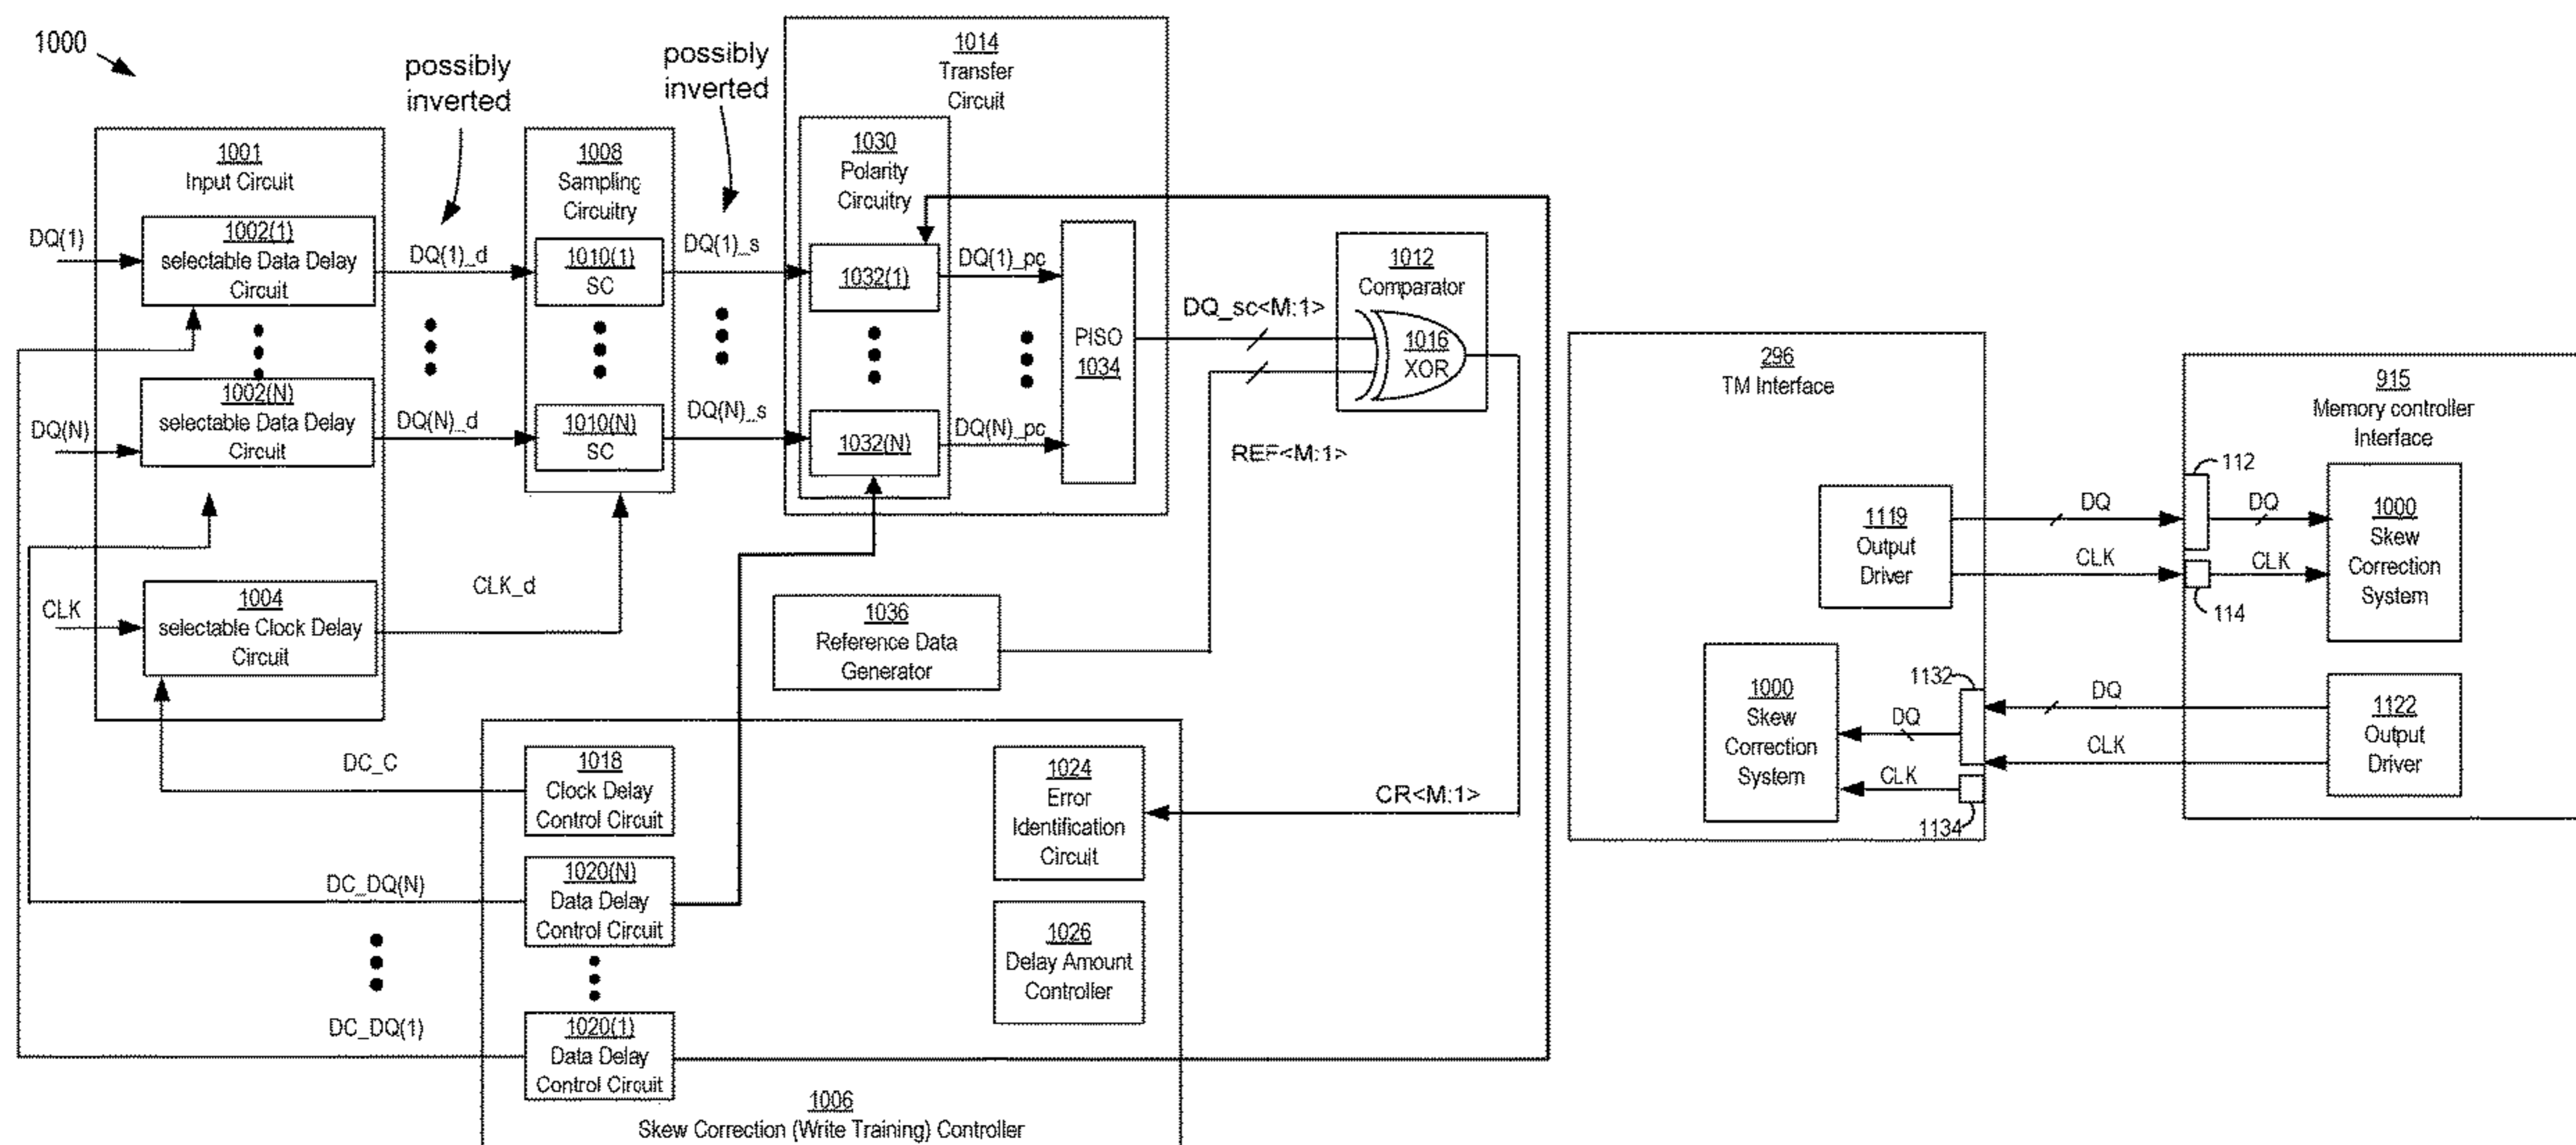 1000
possibly
inverted
possibly
inverted
1014
Transfer
Circuit
1001
Input Circuit
1008
Sampling
Circuitry
1030
Polarity
Circuitry
DQ(1)
1002(1)
selectable Data Delay
Circuit
DQ(1)_d
1010(1)
SC
DQ(1)_s
1032(1)
DQ(1)_pc
PISO
1034
DQ_sc<M:1>
1012
Comparator
1016
XOR
REF<M:1>
DQ(N)
1002(N)
selectable Data Delay
Circuit
DQ(N)_d
1010(N)
SC
DQ(N)_s
1032(N)
DQ(N)_pc
CLK
1004
selectable Clock Delay
Circuit
CLK_d
1036
Reference Data
Generator
DC_C
1018
Clock Delay
Control Circuit
1024
Error
Identification
Circuit
CR<M:1>
DC_DQ(N)
1020(N)
Data Delay
Control Circuit
1026
Delay Amount
Controller
DC_DQ(1)
1020(1)
Data Delay
Control Circuit
1006
Skew Correction (Write Training) Controller
296
TM Interface
915
Memory controller
Interface
1119
Output
Driver
DQ
CLK
112
DQ
CLK
114
1000
Skew
Correction
System
1000
Skew
Correction
System
1132
DQ
CLK
1134
DQ
CLK
1122
Output
Driver